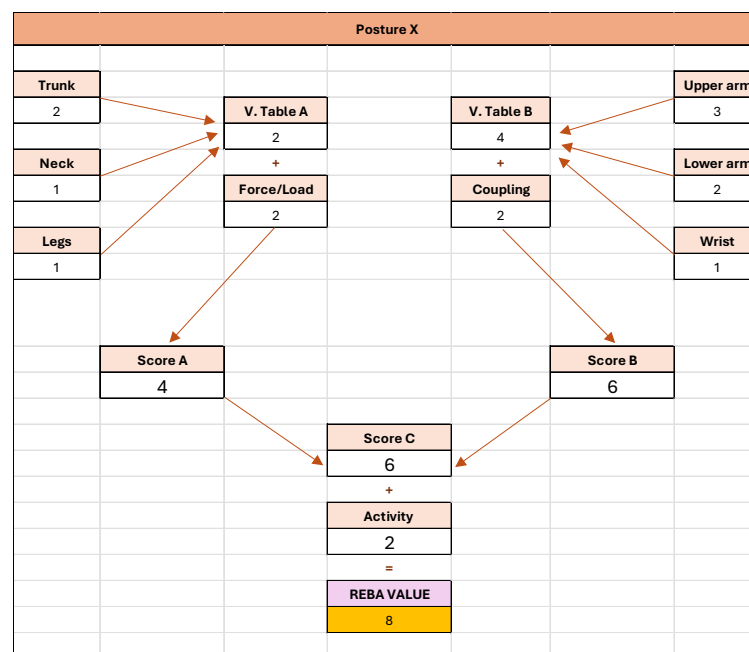 Posture X
Trunk
2
V. Table A
2
V. Table B
4
Upper arm
3
+
+
Neck
1
Force/Load
2
Coupling
2
Lower arm
2
Legs
1
Wrist
1
Score A
4
Score B
6
Score C
6
+
Activity
2
=
REBA VALUE
8